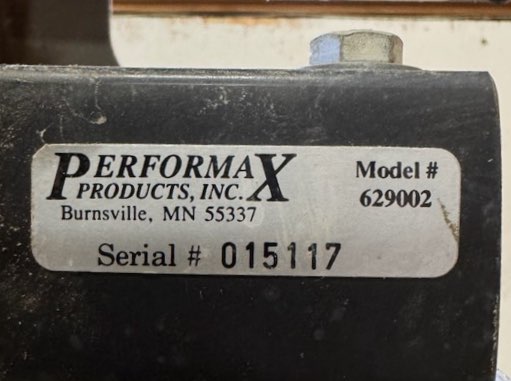 PERFORMAX
PRODUCTS, INC.
Burnsville, MN 55337
Model #
629002
Serial # 015117